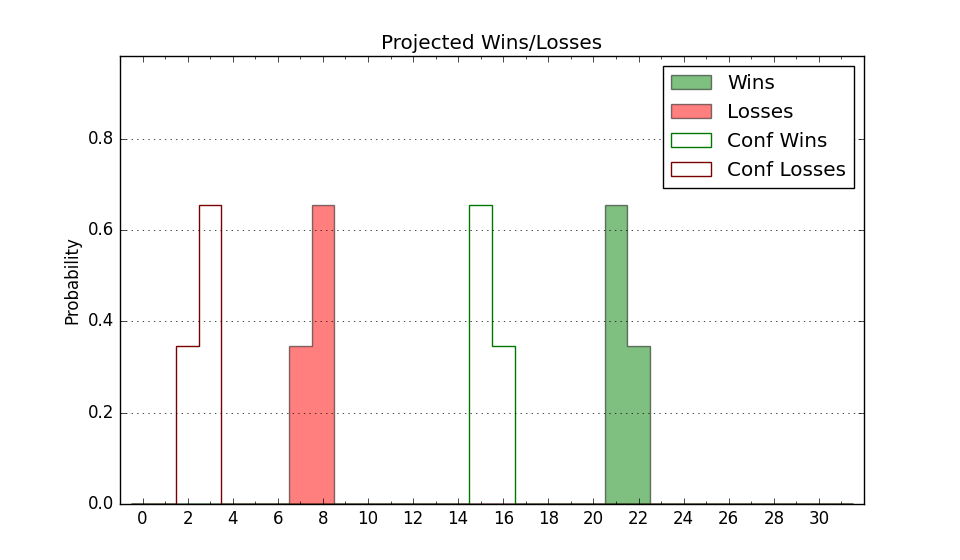 Projected Wins/Losses
Wins
Losses
Conf Wins
Conf Losses
Probability
0.8
0.6
0.4
0.2
0.0
0 2 4 6 8 10 12 14 16 18 20 22 24 26 28 30